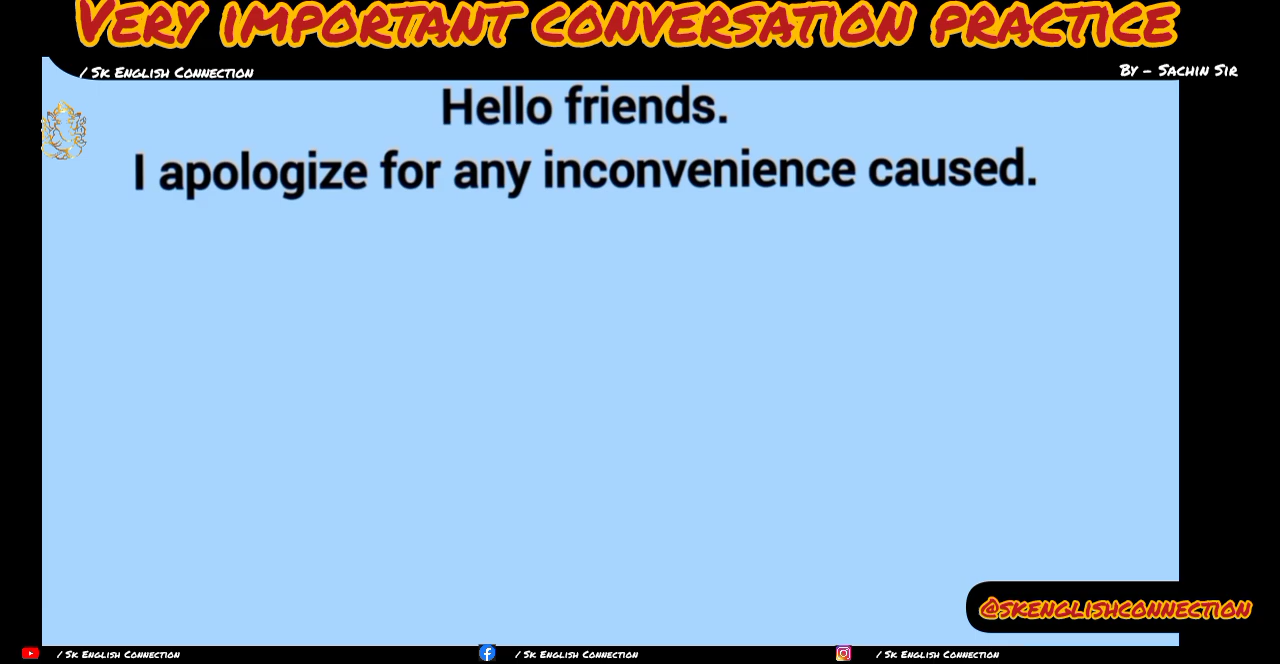 Very important conversation practice
/ Sk English Connection
By - Sachin Sir
Hello friends.
I apologize for any inconvenience caused.
@skenglishconnection
/ Sk English Connection
/ Sk English Connection
/ Sk English Connection